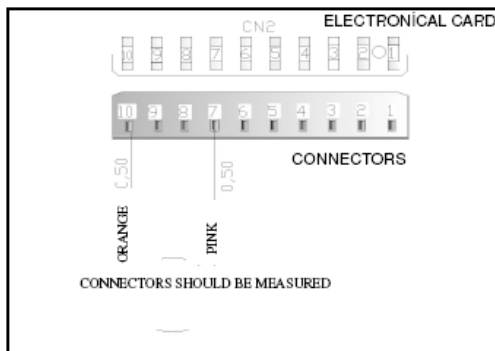 ELECTRONİCAL CARD
CN2
10 9 8 7 6 5 4 3 2 1
10 9 8 7 6 5 4 3 2 1
CONNECTORS
0,50 0,50
ORANGE PINK
CONNECTORS SHOULD BE MEASURED